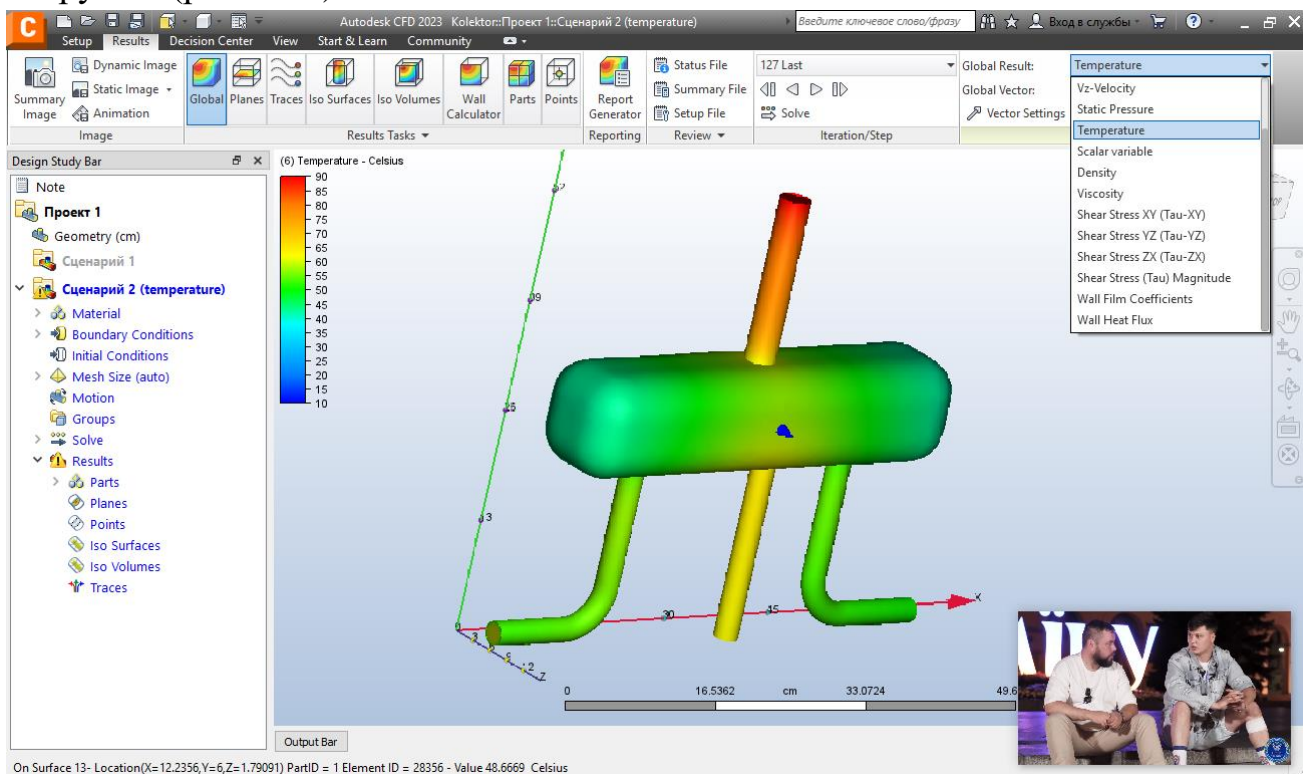 Autodesk CFD 2023 Kolektor::Проект 1::Сценарий 2 (temperature)
Введите ключевое слово/фразу
Вход в службы
Setup Results Decision Center View Start & Learn Community
Summary Image
Dynamic Image
Static Image
Animation
Image
Global Planes Traces Iso Surfaces Iso Volumes Wall Calculator Parts Points
Results Tasks
Report Generator
Reporting
Status File
Summary File
Setup File
Review
127 Last
Solve
Iteration/Step
Global Result: Temperature
Global Vector:
Vector Settings
Vz-Velocity
Static Pressure
Temperature
Scalar variable
Density
Viscosity
Shear Stress XY (Tau-XY)
Shear Stress YZ (Tau-YZ)
Shear Stress ZX (Tau-ZX)
Shear Stress (Tau) Magnitude
Wall Film Coefficients
Wall Heat Flux
Design Study Bar
Note
Проект 1
Geometry (cm)
Сценарий 1
Сценарий 2 (temperature)
Material
Boundary Conditions
Initial Conditions
Mesh Size (auto)
Motion
Groups
Solve
Results
Parts
Planes
Points
Iso Surfaces
Iso Volumes
Traces
(6) Temperature - Celsius
90
85
80
75
70
65
60
55
50
45
40
35
30
25
20
15
10
X
Z
0 16.5362 cm 33.0724
Output Bar
On Surface 13- Location(X=12.2356,Y=6,Z=1.79091) PartID = 1 Element ID = 28356 - Value 48.6669 Celsius